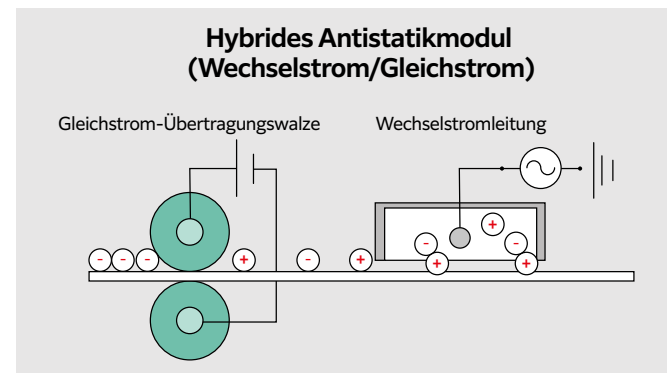 Hybrides Antistatikmodul
(Wechselstrom/Gleichstrom)
Gleichstrom-Übertragungswalze
Wechselstromleitung
+
- +
- - - + - + + +